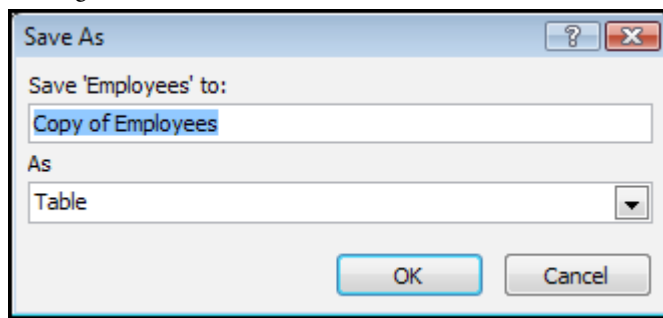 Save As
Save 'Employees' to:
Copy of Employees
As
Table
OK Cancel